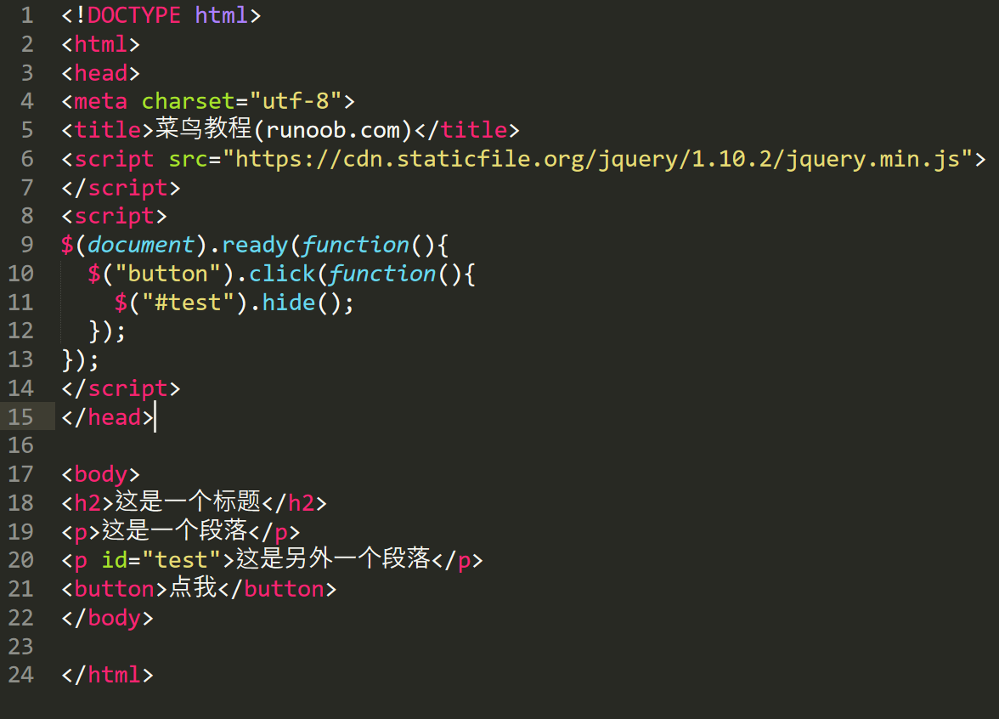 1 <!DOCTYPE html>
2 <html>
3 <head>
4 <meta charset="utf-8">
5 <title>菜鸟教程(runoob.com)</title>
6 <script src="https://cdn.staticfile.org/jquery/1.10.2/jquery.min.js">
7 </script>
8 <script>
9 $(document).ready(function(){
10   $("button").click(function(){
11     $("#test").hide();
12   });
13 });
14 </script>
15 </head>
16
17 <body>
18 <h2>这是一个标题</h2>
19 <p>这是一个段落</p>
20 <p id="test">这是另外一个段落</p>
21 <button>点我</button>
22 </body>
23
24 </html>